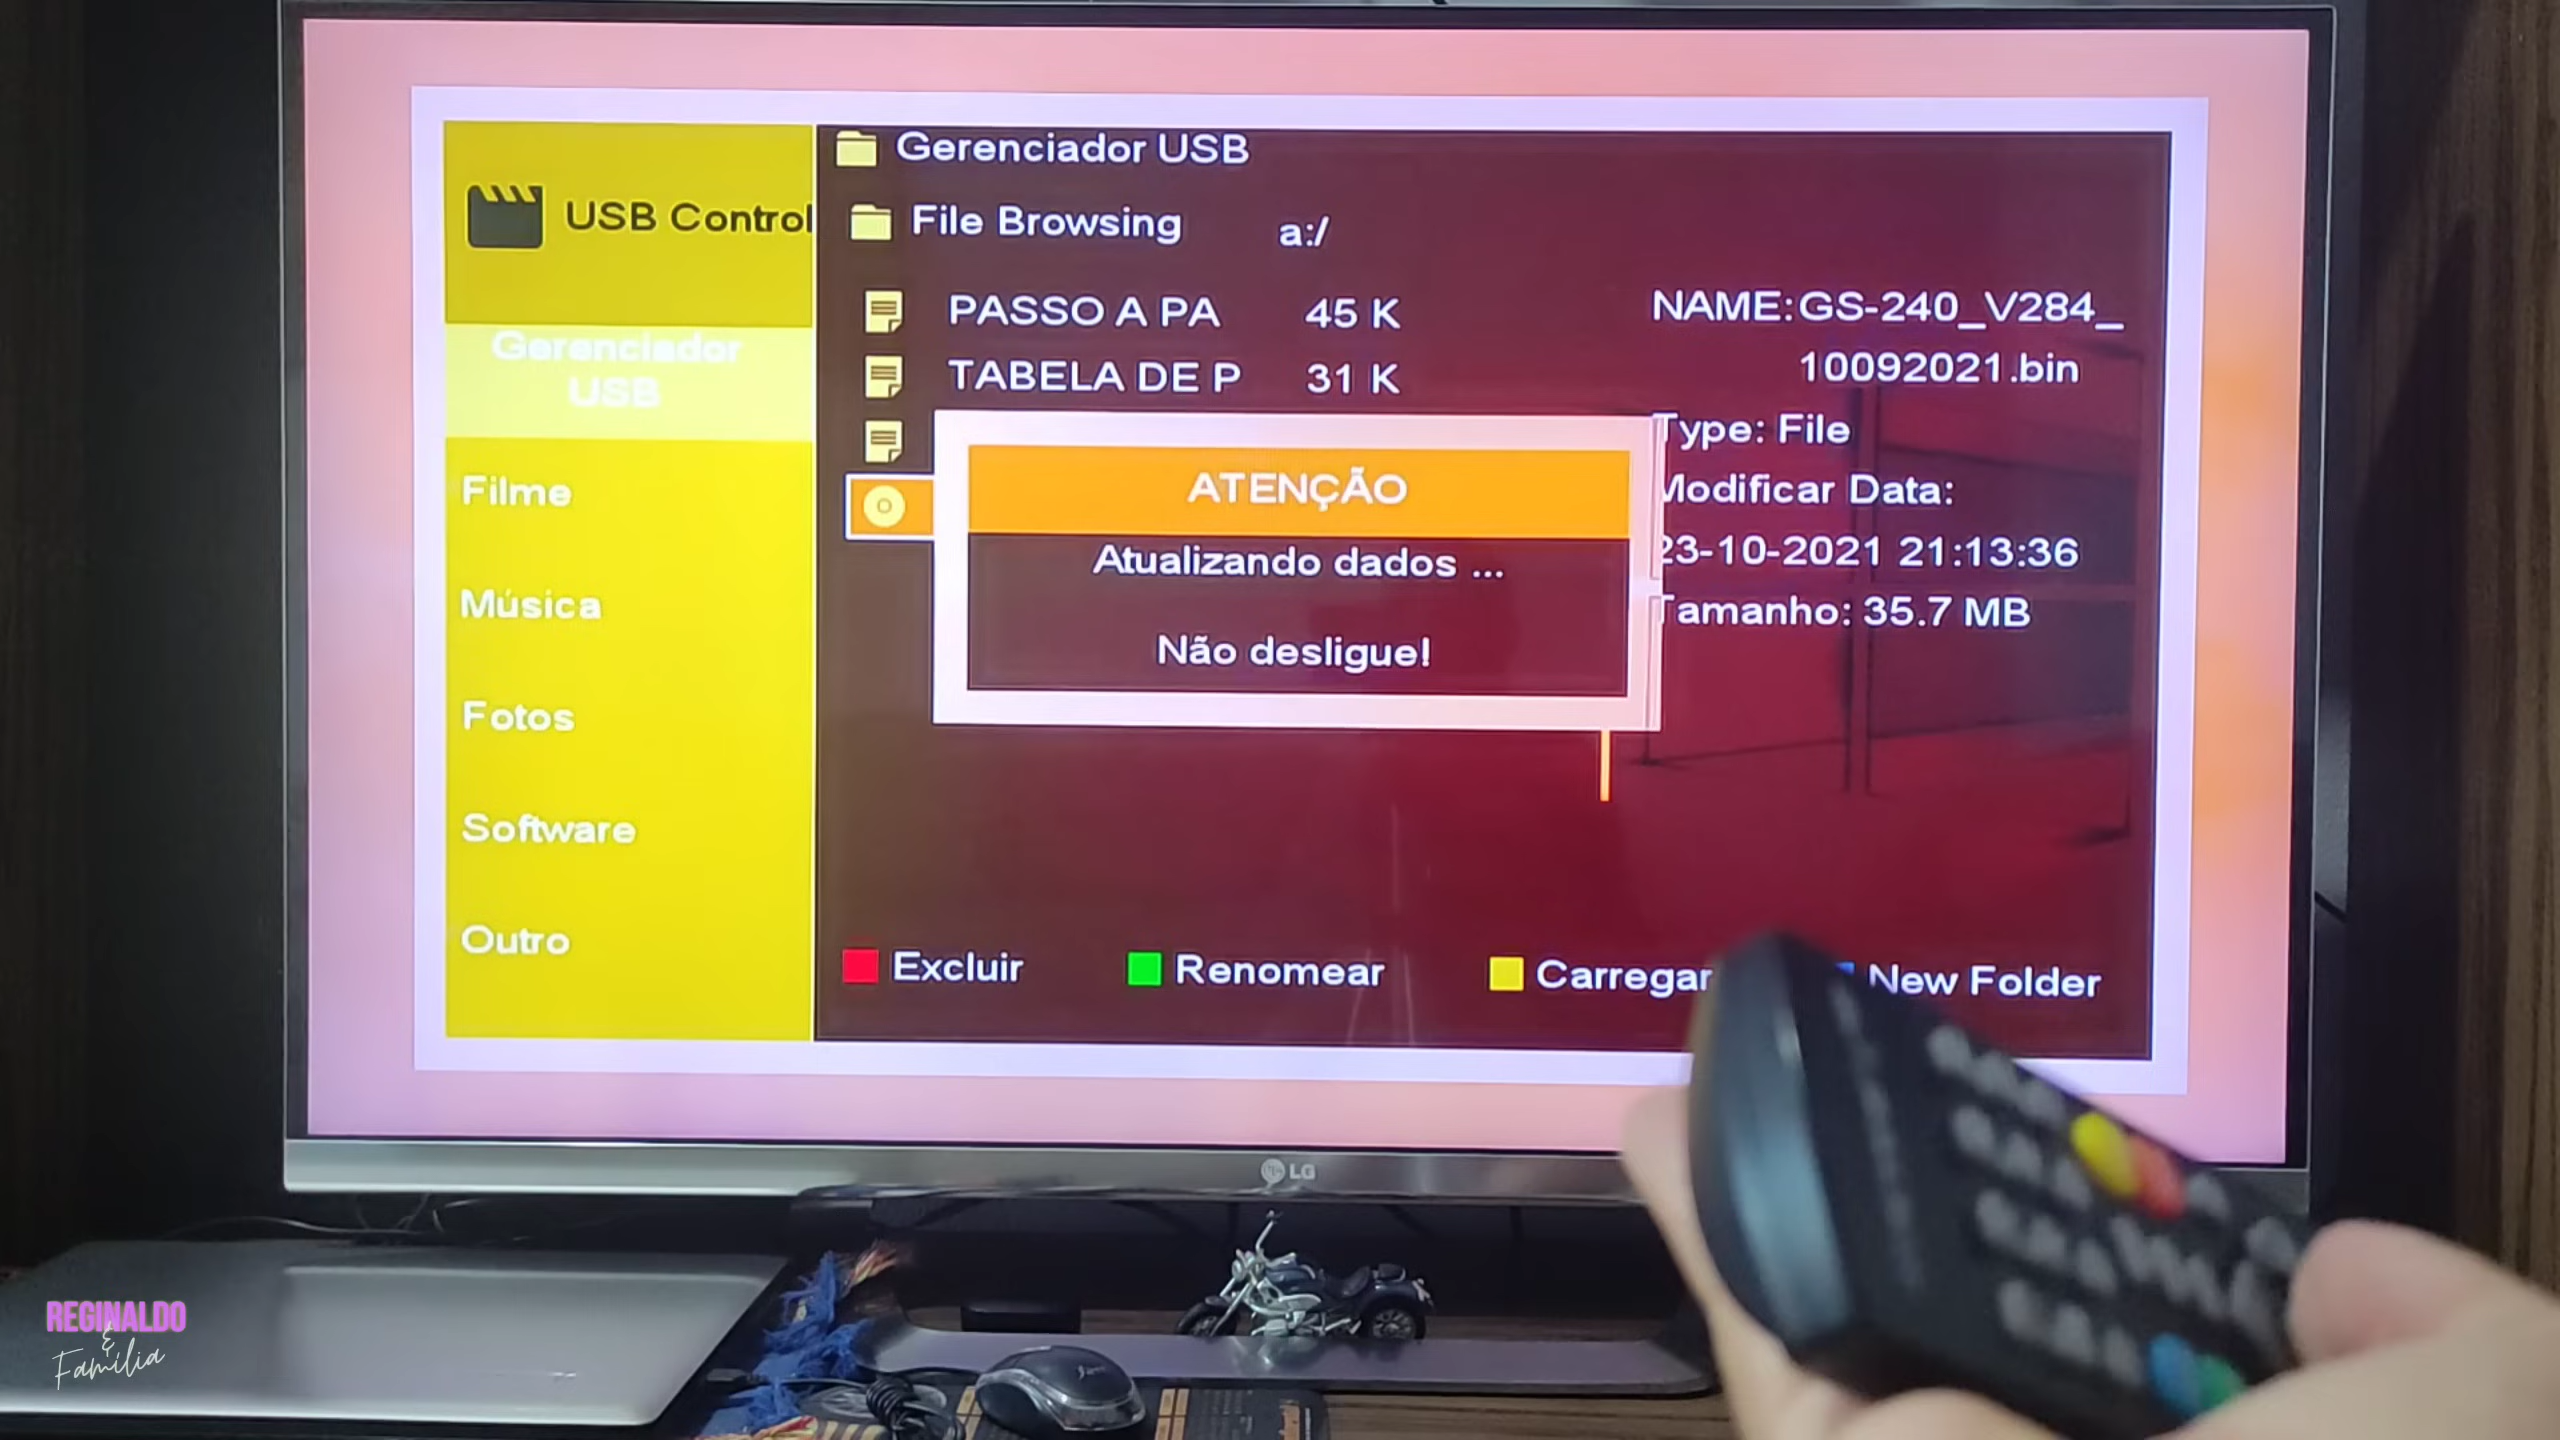 Gerenciador USB
USB Control
File Browsing a:/
PASSO A PA 45 K
TABELA DE P 31 K
NAME:GS-240_V284_
10092021.bin
Type: File
Modificar Data:
23-10-2021 21:13:36
Tamanho: 35.7 MB
Gerenciador
USB
Filme
Música
Fotos
Software
Outro
ATENÇÃO
Atualizando dados ...
Não desligue!
Excluir Renomear Carregar New Folder
LG
REGINALDO
&
Família